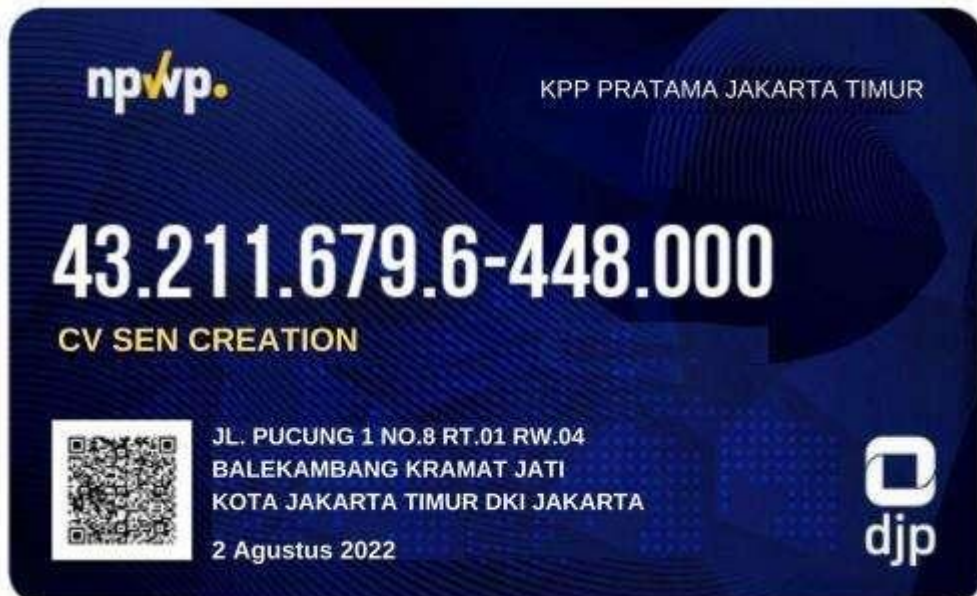 npwp.
KPP PRATAMA JAKARTA TIMUR
43.211.679.6-448.000
CV SEN CREATION
JL. PUCUNG 1 NO.8 RT.01 RW.04
BALEKAMBANG KRAMAT JATI
KOTA JAKARTA TIMUR DKI JAKARTA
2 Agustus 2022
djp